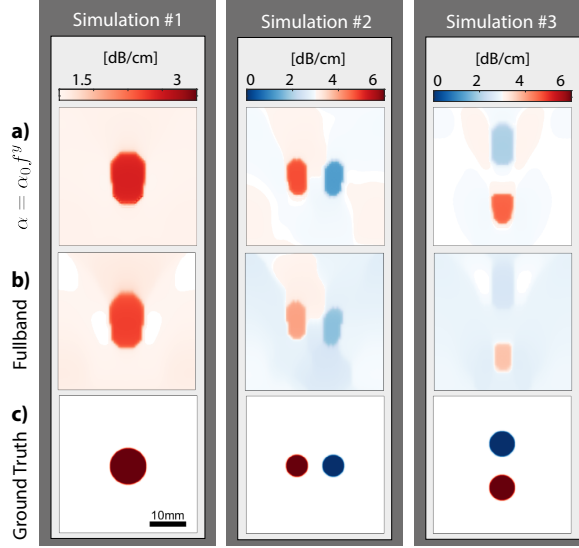 Simulation #1
Simulation #2
Simulation #3
[dB/cm]
[dB/cm]
[dB/cm]
1.5 3
0 2 4 6
0 2 4 6
a)
α = α₀f^y
b)
Fullband
c)
Ground Truth
10mm